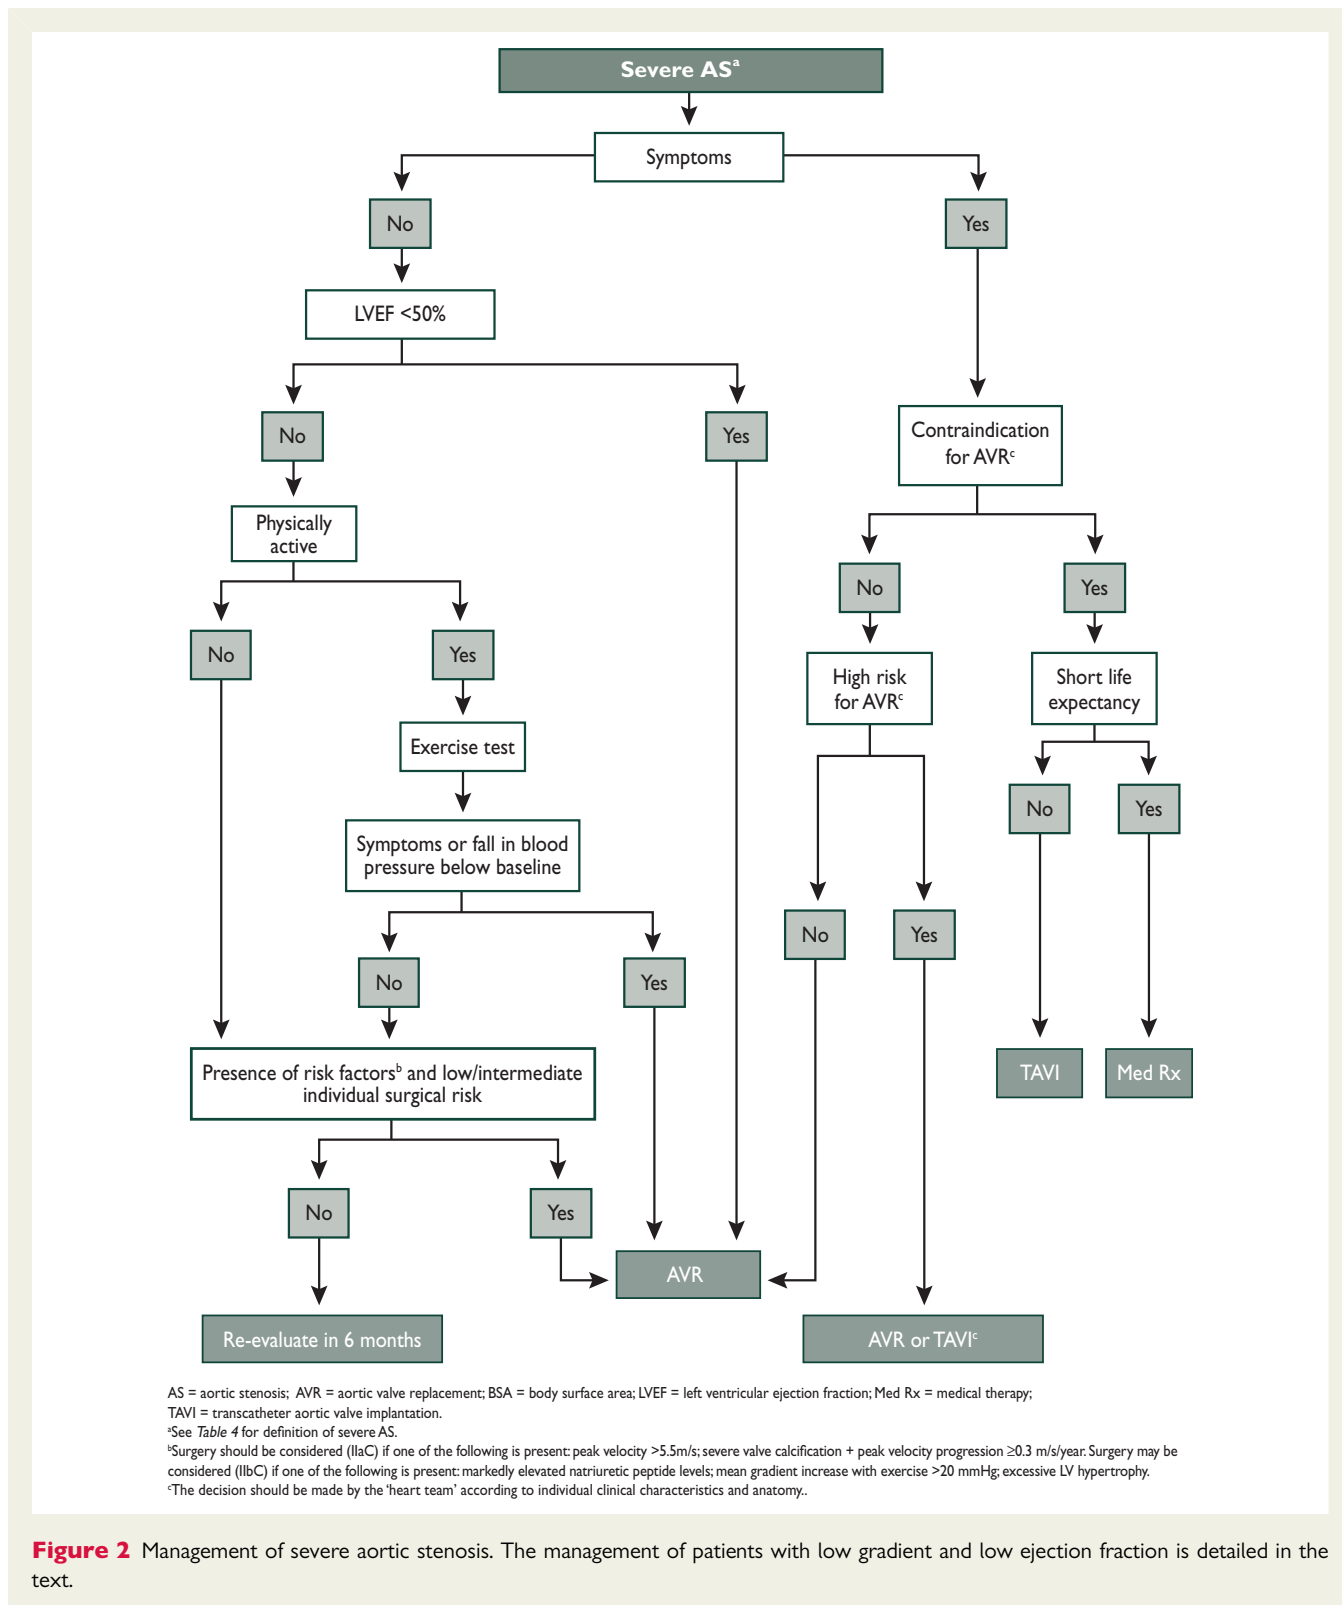 Severe ASa
Symptoms
No
Yes
LVEF <50%
No
Yes
Contraindication
for AVRc
Physically
active
No
Yes
No
Yes
High risk
for AVRc
Short life
expectancy
Exercise test
No
Yes
Symptoms or fall in blood
pressure below baseline
No
Yes
No
Yes
Presence of risk factorsb and low/intermediate
individual surgical risk
TAVI
Med Rx
No
Yes
AVR
Re-evaluate in 6 months
AVR or TAVIc
AS = aortic stenosis; AVR = aortic valve replacement; BSA = body surface area; LVEF = left ventricular ejection fraction; Med Rx = medical therapy;
TAVI = transcatheter aortic valve implantation.
aSee Table 4 for definition of severe AS.
bSurgery should be considered (IIaC) if one of the following is present: peak velocity >5.5m/s; severe valve calcification + peak velocity progression ≥0.3 m/s/year. Surgery may be
considered (IIbC) if one of the following is present: markedly elevated natriuretic peptide levels; mean gradient increase with exercise >20 mmHg; excessive LV hypertrophy.
cThe decision should be made by the ‘heart team’ according to individual clinical characteristics and anatomy..
Figure 2 Management of severe aortic stenosis. The management of patients with low gradient and low ejection fraction is detailed in the
text.